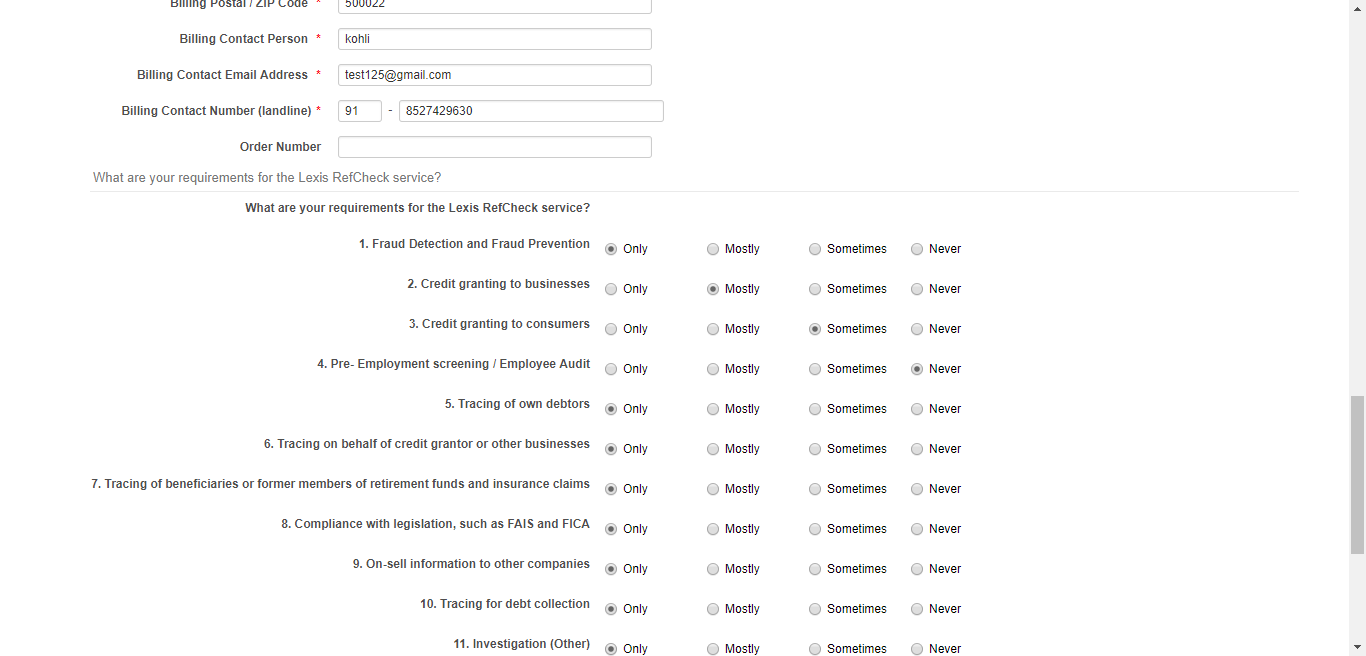 Billing Postal / ZIP Code * 500022
Billing Contact Person * kohli
Billing Contact Email Address * test125@gmail.com
Billing Contact Number (landline) * 91 - 8527429630
Order Number
What are your requirements for the Lexis RefCheck service?
What are your requirements for the Lexis RefCheck service?
1. Fraud Detection and Fraud Prevention Only Mostly Sometimes Never
2. Credit granting to businesses Only Mostly Sometimes Never
3. Credit granting to consumers Only Mostly Sometimes Never
4. Pre- Employment screening / Employee Audit Only Mostly Sometimes Never
5. Tracing of own debtors Only Mostly Sometimes Never
6. Tracing on behalf of credit grantor or other businesses Only Mostly Sometimes Never
7. Tracing of beneficiaries or former members of retirement funds and insurance claims Only Mostly Sometimes Never
8. Compliance with legislation, such as FAIS and FICA Only Mostly Sometimes Never
9. On-sell information to other companies Only Mostly Sometimes Never
10. Tracing for debt collection Only Mostly Sometimes Never
11. Investigation (Other) Only Mostly Sometimes Never